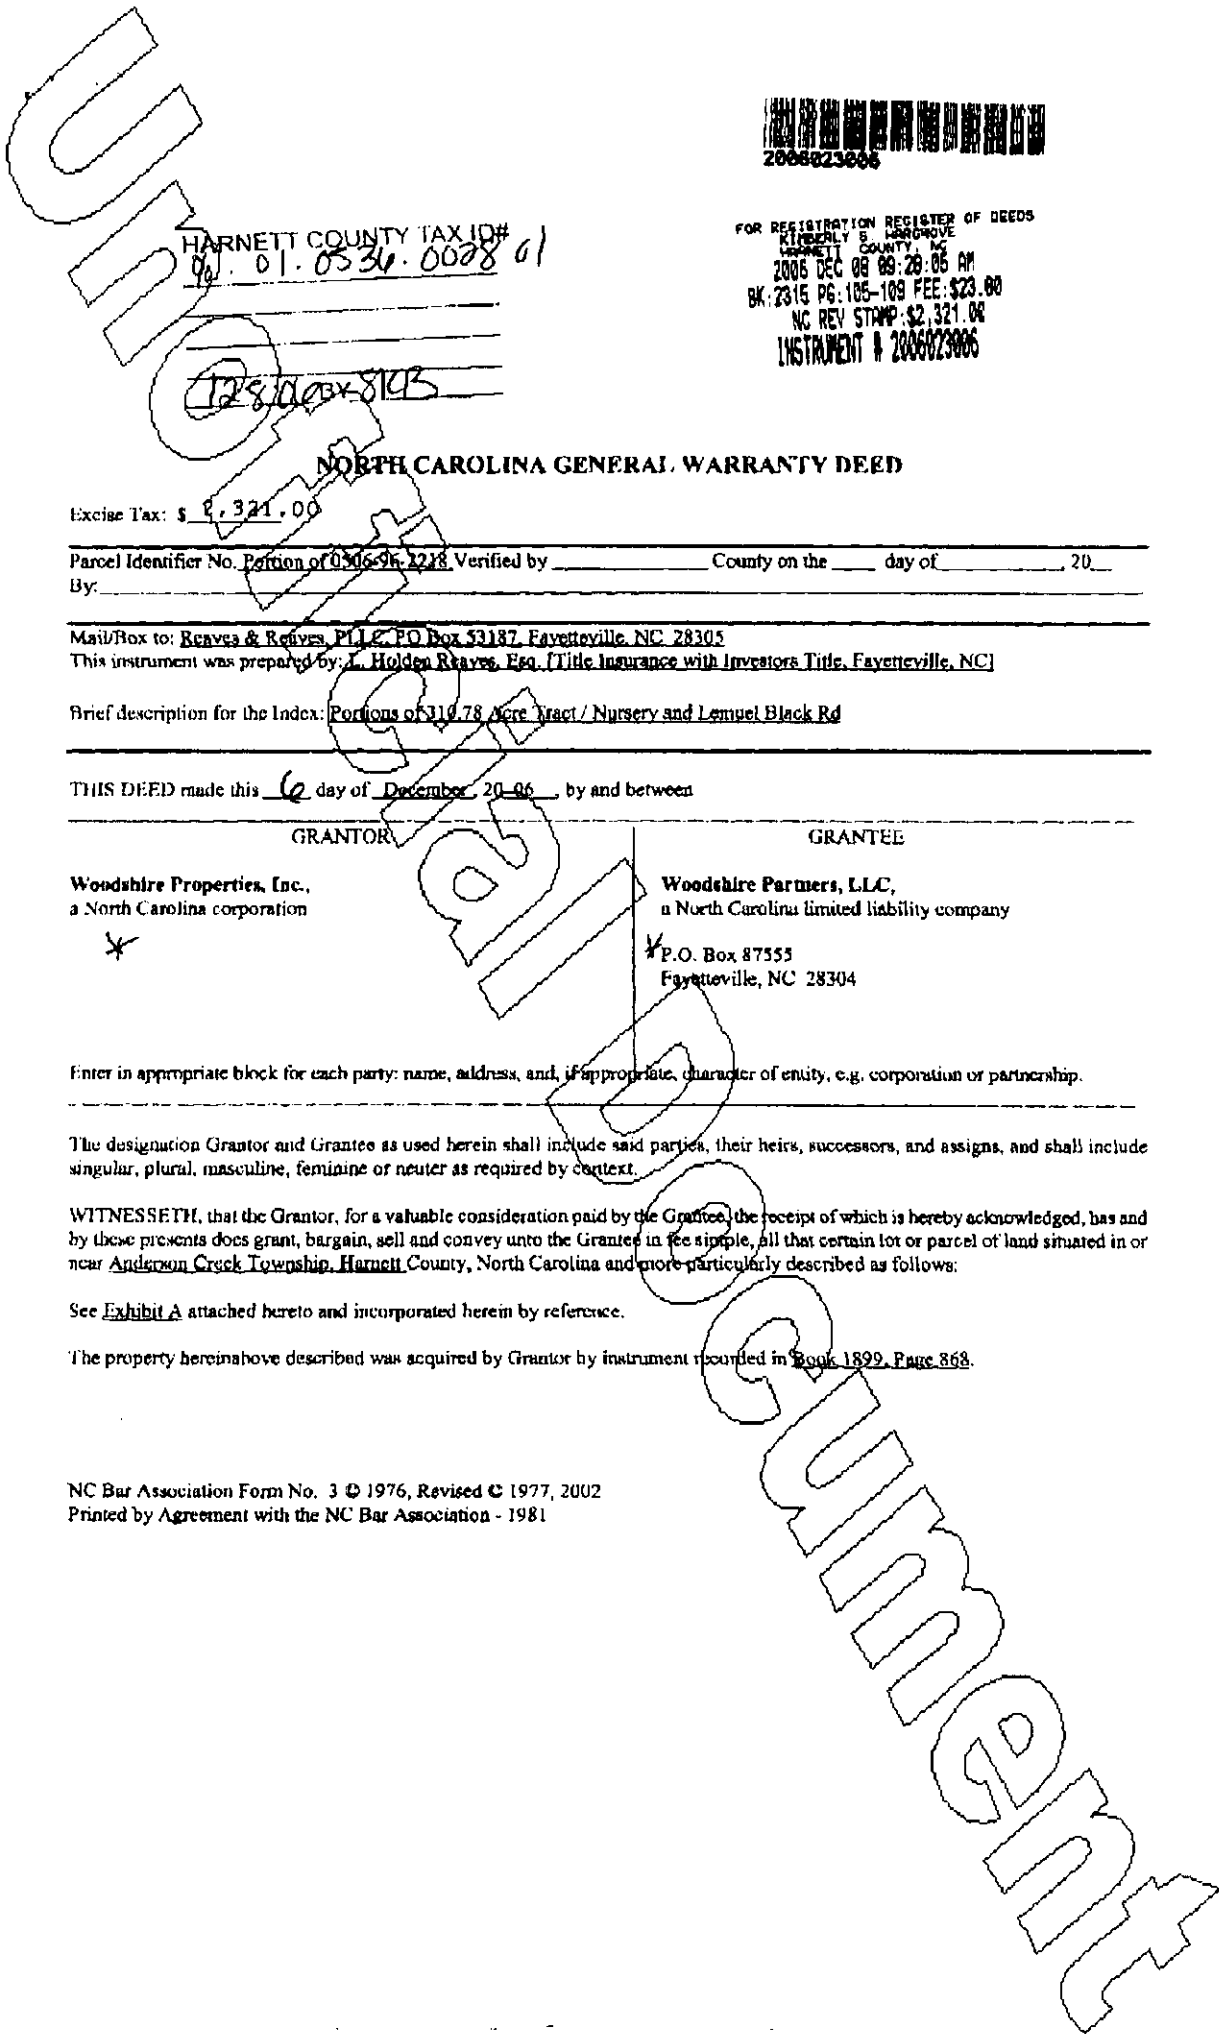 2006023006
FOR REGISTRATION REGISTER OF DEEDS
KIMBERLY S. HARGROVE
HARNETT COUNTY, NC
2006 DEC 08 09:28:05 AM
BK:2315 PG:105-109 FEE:$23.00
NC REV STAMP:$2,321.00
INSTRUMENT # 2006023006
HARNETT COUNTY TAX ID#
01.0536.0028 01
NORTH CAROLINA GENERAL WARRANTY DEED
Excise Tax: $ 2,321.00
Parcel Identifier No. Portion of 0506-96-2218 Verified by ____ County on the ____ day of ____, 20__
By:
Mail/Box to: Reaves & Reaves, PLLC, PO Box 53187, Fayetteville, NC 28305
This instrument was prepared by: L. Holden Reaves, Esq. [Title Insurance with Investors Title, Fayetteville, NC]
Brief description for the Index: Portions of 310.78 Acre Tract / Nursery and Lemuel Black Rd
THIS DEED made this 6 day of December, 20 06, by and between
GRANTOR
GRANTEE
Woodshire Properties, Inc.,
a North Carolina corporation
Woodshire Partners, LLC,
a North Carolina limited liability company
P.O. Box 87555
Fayetteville, NC 28304
Enter in appropriate block for each party: name, address, and, if appropriate, character of entity, e.g. corporation or partnership.
The designation Grantor and Grantee as used herein shall include said parties, their heirs, successors, and assigns, and shall include
singular, plural, masculine, feminine or neuter as required by context.
WITNESSETH, that the Grantor, for a valuable consideration paid by the Grantee, the receipt of which is hereby acknowledged, has and
by these presents does grant, bargain, sell and convey unto the Grantee in fee simple, all that certain lot or parcel of land situated in or
near Anderson Creek Township, Harnett County, North Carolina and more particularly described as follows:
See Exhibit A attached hereto and incorporated herein by reference.
The property hereinabove described was acquired by Grantor by instrument recorded in Book 1899, Page 868.
NC Bar Association Form No. 3 © 1976, Revised © 1977, 2002
Printed by Agreement with the NC Bar Association - 1981
Unofficial Document